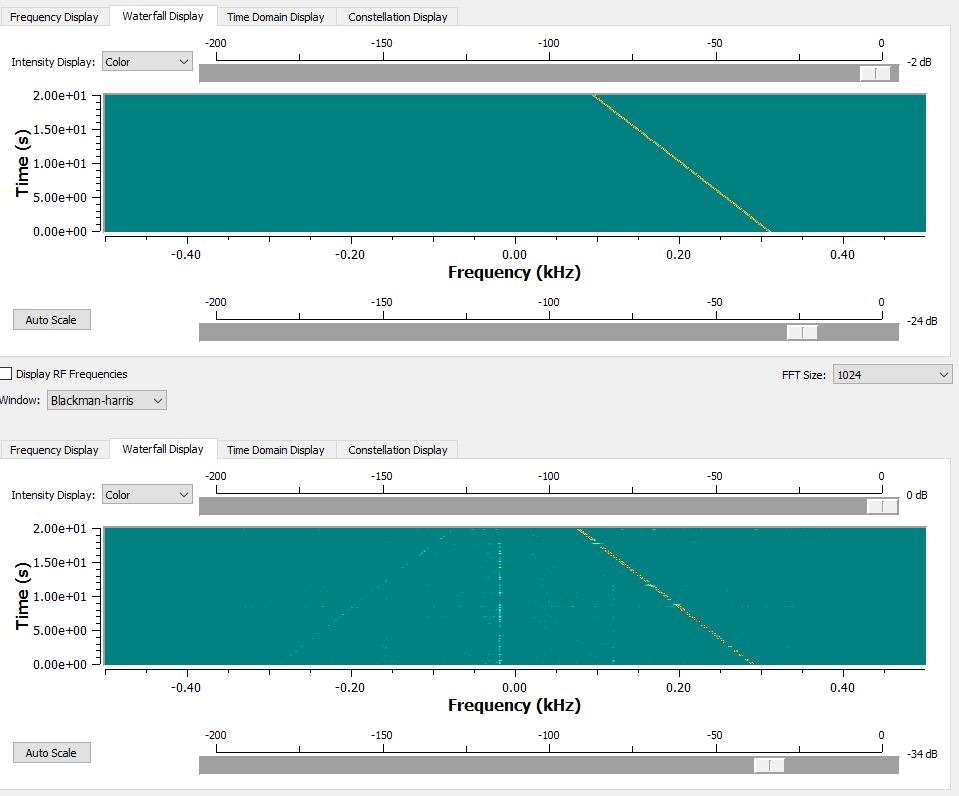 Frequency Display Waterfall Display Time Domain Display Constellation Display
-200 -150 -100 -50 0
Intensity Display: Color -2 dB
2.00e+01
1.50e+01
1.00e+01
5.00e+00
0.00e+00
Time (s)
-0.40 -0.20 0.00 0.20 0.40
Frequency (kHz)
-200 -150 -100 -50 0
Auto Scale -24 dB
Display RF Frequencies FFT Size: 1024
Window: Blackman-harris
Frequency Display Waterfall Display Time Domain Display Constellation Display
-200 -150 -100 -50 0
Intensity Display: Color 0 dB
2.00e+01
1.50e+01
1.00e+01
5.00e+00
0.00e+00
Time (s)
-0.40 -0.20 0.00 0.20 0.40
Frequency (kHz)
-200 -150 -100 -50 0
Auto Scale -34 dB